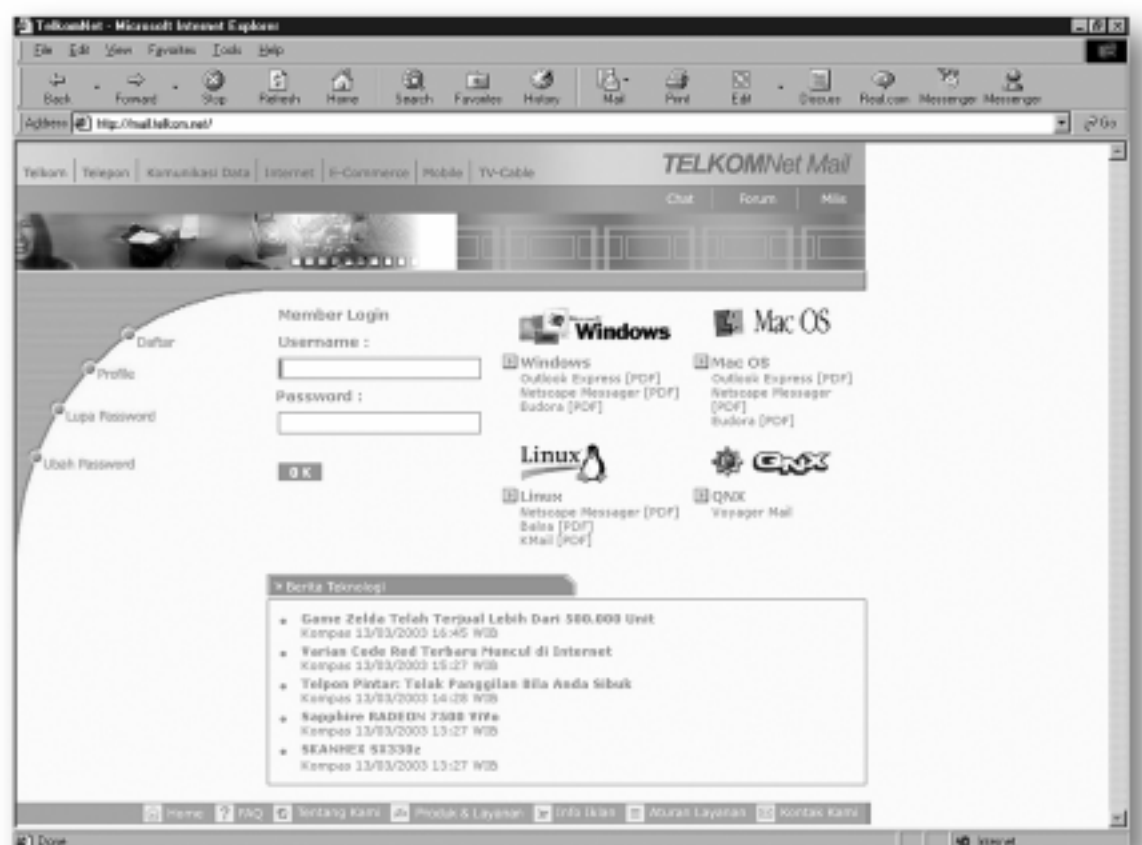 TelkomNet - Microsoft Internet Explorer
File Edit View Favorites Tools Help
Back Forward Stop Refresh Home Search Favorites History Mail Print Edit Discuss Real.com Messenger Messenger
Address http://mail.telkom.net/ Go
Telkom Telepon Komunikasi Data Internet E-Commerce Mobile TV-Cable
TELKOMNet Mail
Chat Forum Milis
Daftar
Profile
Lupa Password
Ubah Password
Member Login
Username :
Password :
OK
Microsoft Windows
Windows
Outlook Express [PDF]
Netscape Messager [PDF]
Eudora [PDF]
Mac OS
Mac OS
Outlook Express [PDF]
Netscape Messager
[PDF]
Eudora [PDF]
Linux
Linux
Netscape Messager [PDF]
Balsa [PDF]
KMail [PDF]
QNX
QNX
Voyager Mail
» Berita Teknologi
• Game Zelda Telah Terjual Lebih Dari 500.000 Unit
Kompas 13/03/2003 16:45 WIB
• Varian Code Red Terbaru Muncul di Internet
Kompas 13/03/2003 15:27 WIB
• Telpon Pintar: Tolak Panggilan Bila Anda Sibuk
Kompas 13/03/2003 14:28 WIB
• Sapphire RADEON 7500 ViVo
Kompas 13/03/2003 13:27 WIB
• SKANHEX SX330z
Kompas 13/03/2003 13:27 WIB
Home FAQ Tentang Kami Produk & Layanan Info Iklan Aturan Layanan Kontak Kami
Done Internet